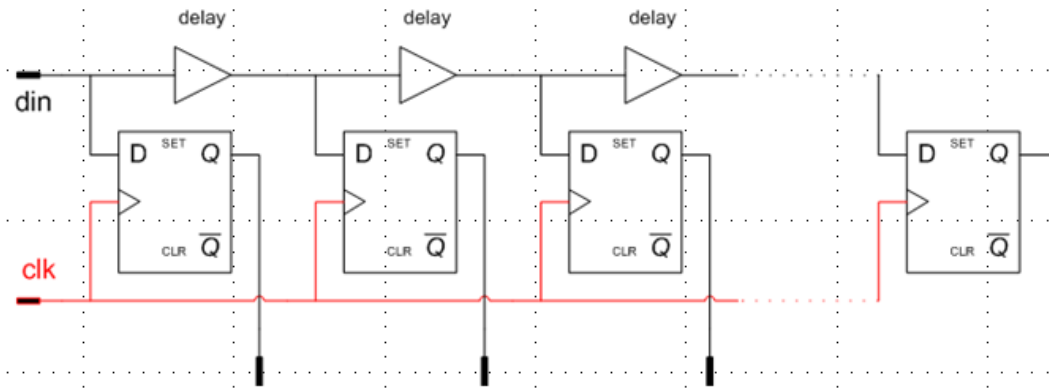 delay delay delay
din
SET SET SET SET
D Q D Q D Q D Q
CLR Q̅ CLR Q̅ CLR Q̅ CLR Q̅
clk